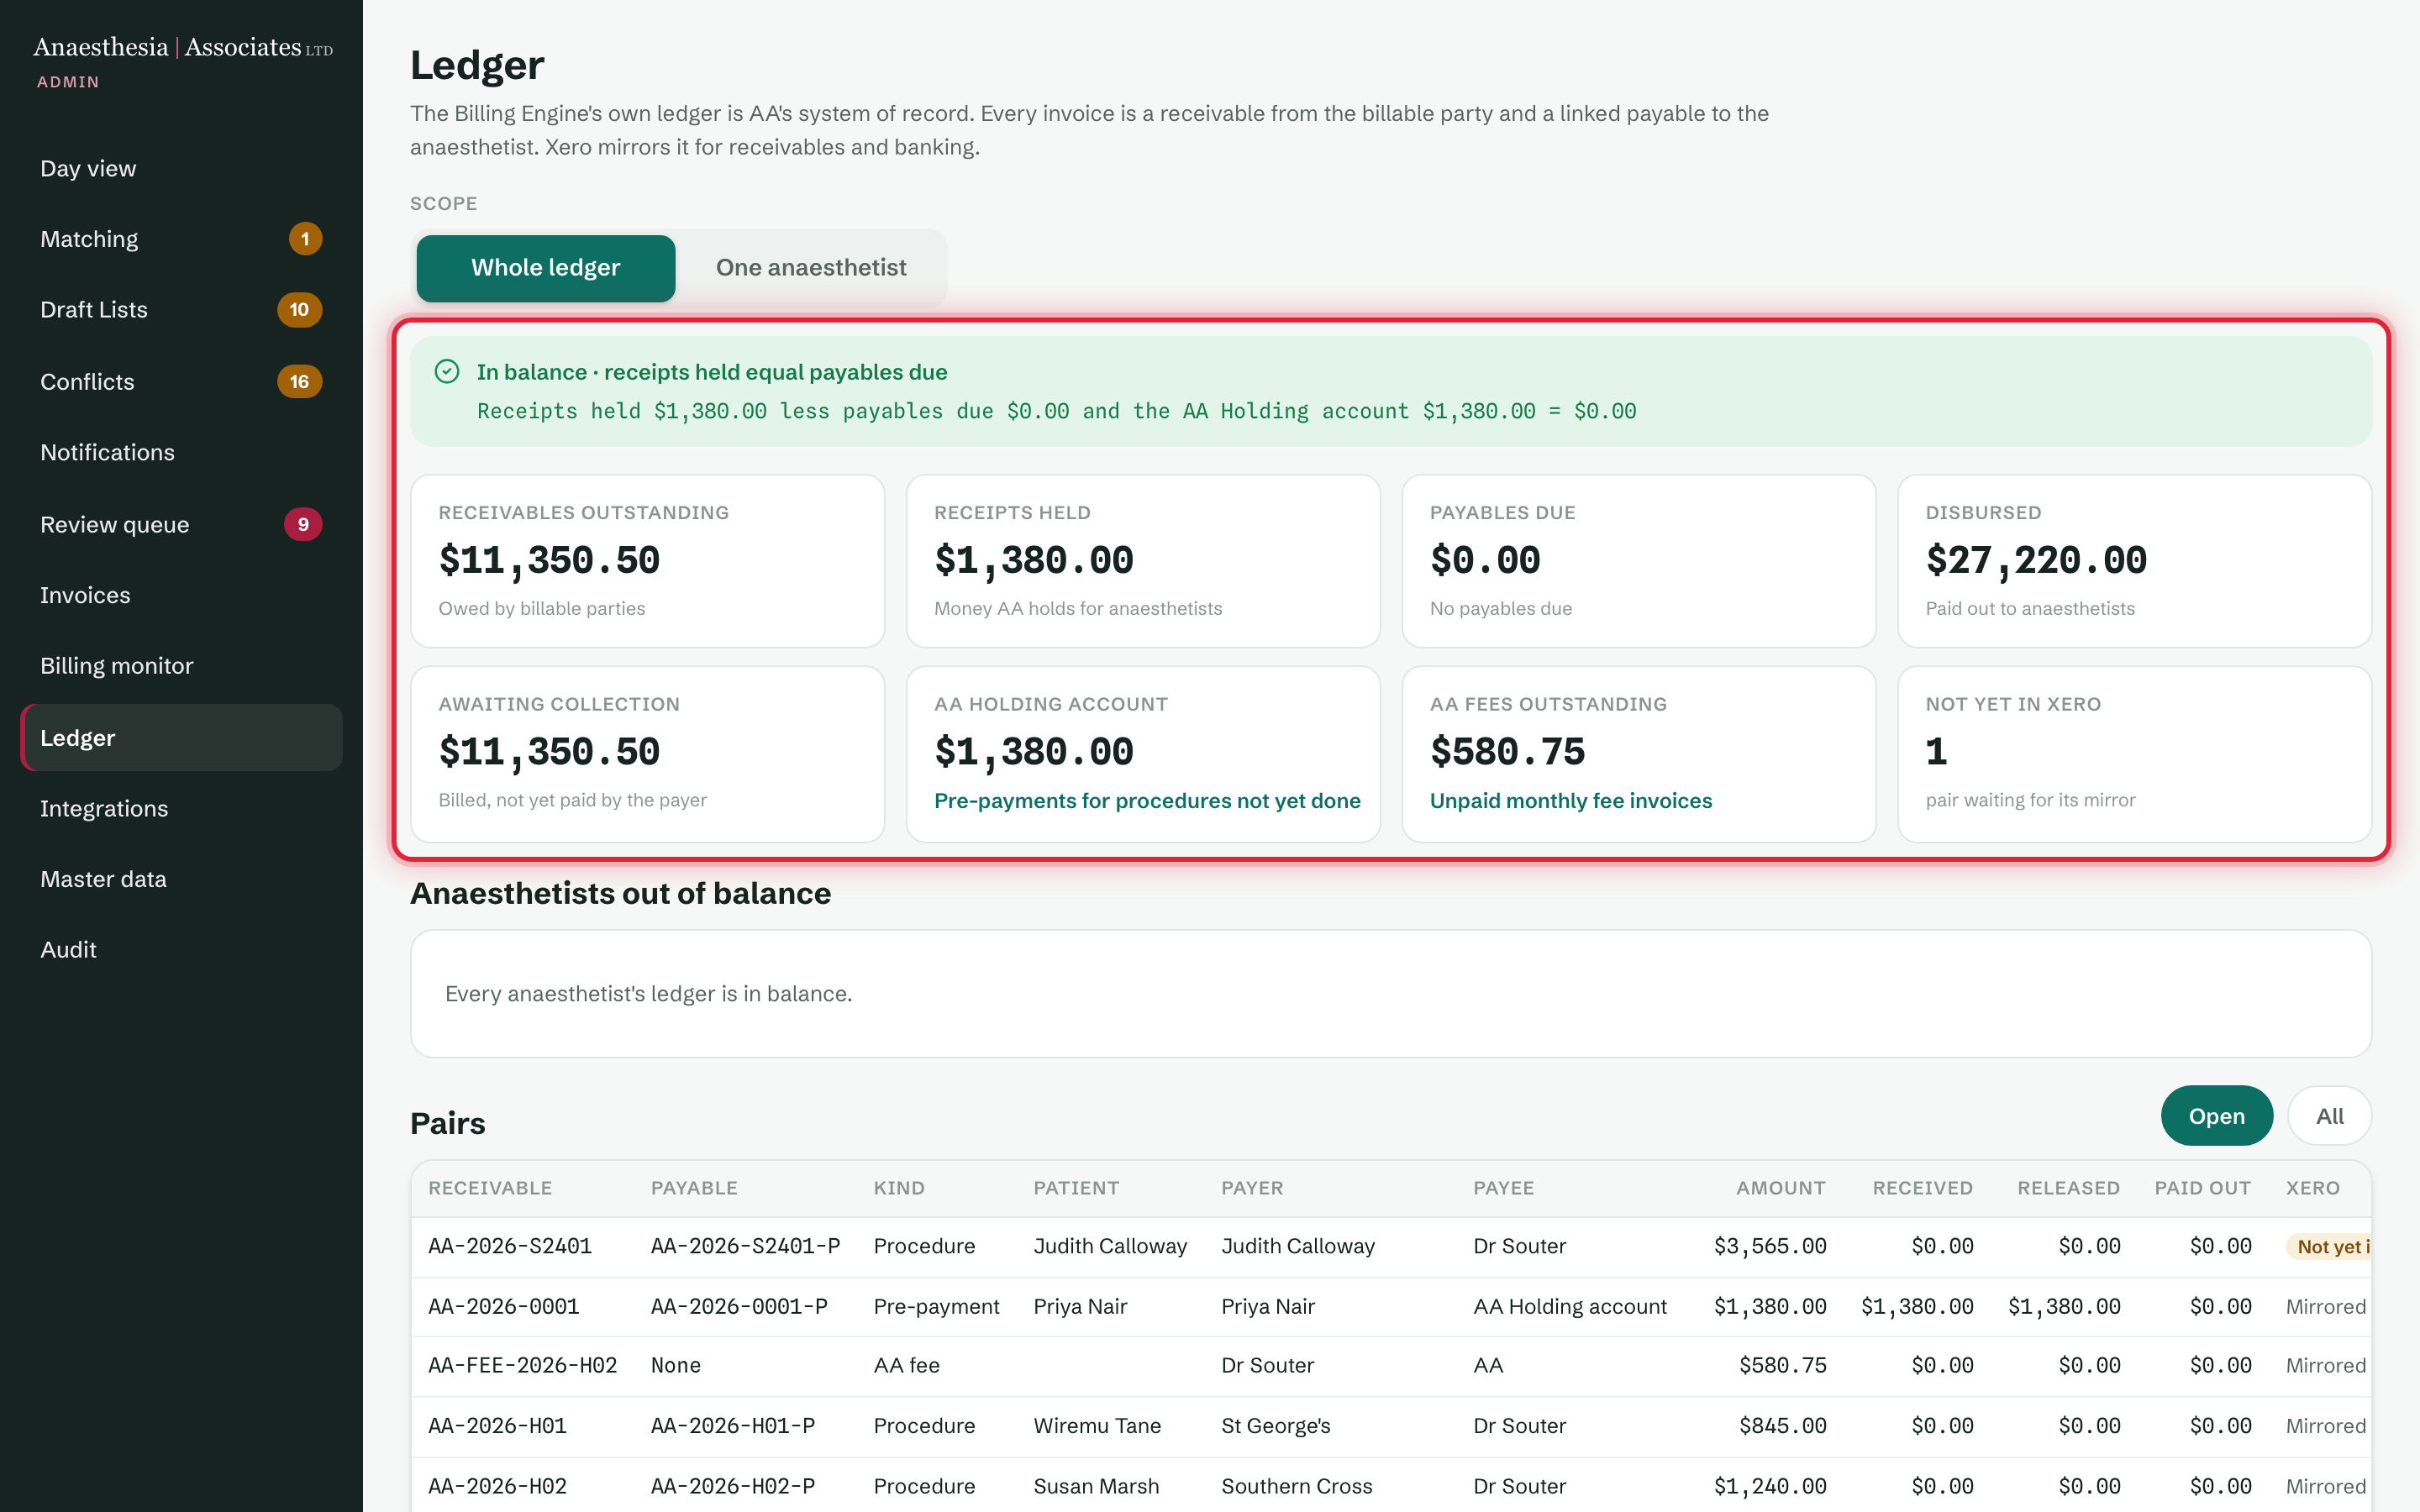 Anaesthesia | Associates LTD
ADMIN
Day view
Matching 1
Draft Lists 10
Conflicts 16
Notifications
Review queue 9
Invoices
Billing monitor
Ledger
Integrations
Master data
Audit
Ledger
The Billing Engine's own ledger is AA's system of record. Every invoice is a receivable from the billable party and a linked payable to the
anaesthetist. Xero mirrors it for receivables and banking.
SCOPE
Whole ledger One anaesthetist
In balance · receipts held equal payables due
Receipts held $1,380.00 less payables due $0.00 and the AA Holding account $1,380.00 = $0.00
RECEIVABLES OUTSTANDING
$11,350.50
Owed by billable parties
RECEIPTS HELD
$1,380.00
Money AA holds for anaesthetists
PAYABLES DUE
$0.00
No payables due
DISBURSED
$27,220.00
Paid out to anaesthetists
AWAITING COLLECTION
$11,350.50
Billed, not yet paid by the payer
AA HOLDING ACCOUNT
$1,380.00
Pre-payments for procedures not yet done
AA FEES OUTSTANDING
$580.75
Unpaid monthly fee invoices
NOT YET IN XERO
1
pair waiting for its mirror
Anaesthetists out of balance
Every anaesthetist's ledger is in balance.
Pairs
Open All
RECEIVABLE PAYABLE KIND PATIENT PAYER PAYEE AMOUNT RECEIVED RELEASED PAID OUT XERO
AA-2026-S2401 AA-2026-S2401-P Procedure Judith Calloway Judith Calloway Dr Souter $3,565.00 $0.00 $0.00 $0.00 Not yet i
AA-2026-0001 AA-2026-0001-P Pre-payment Priya Nair Priya Nair AA Holding account $1,380.00 $1,380.00 $1,380.00 $0.00 Mirrored
AA-FEE-2026-H02 None AA fee Dr Souter AA $580.75 $0.00 $0.00 $0.00 Mirrored
AA-2026-H01 AA-2026-H01-P Procedure Wiremu Tane St George's Dr Souter $845.00 $0.00 $0.00 $0.00 Mirrored
AA-2026-H02 AA-2026-H02-P Procedure Susan Marsh Southern Cross Dr Souter $1,240.00 $0.00 $0.00 $0.00 Mirrored